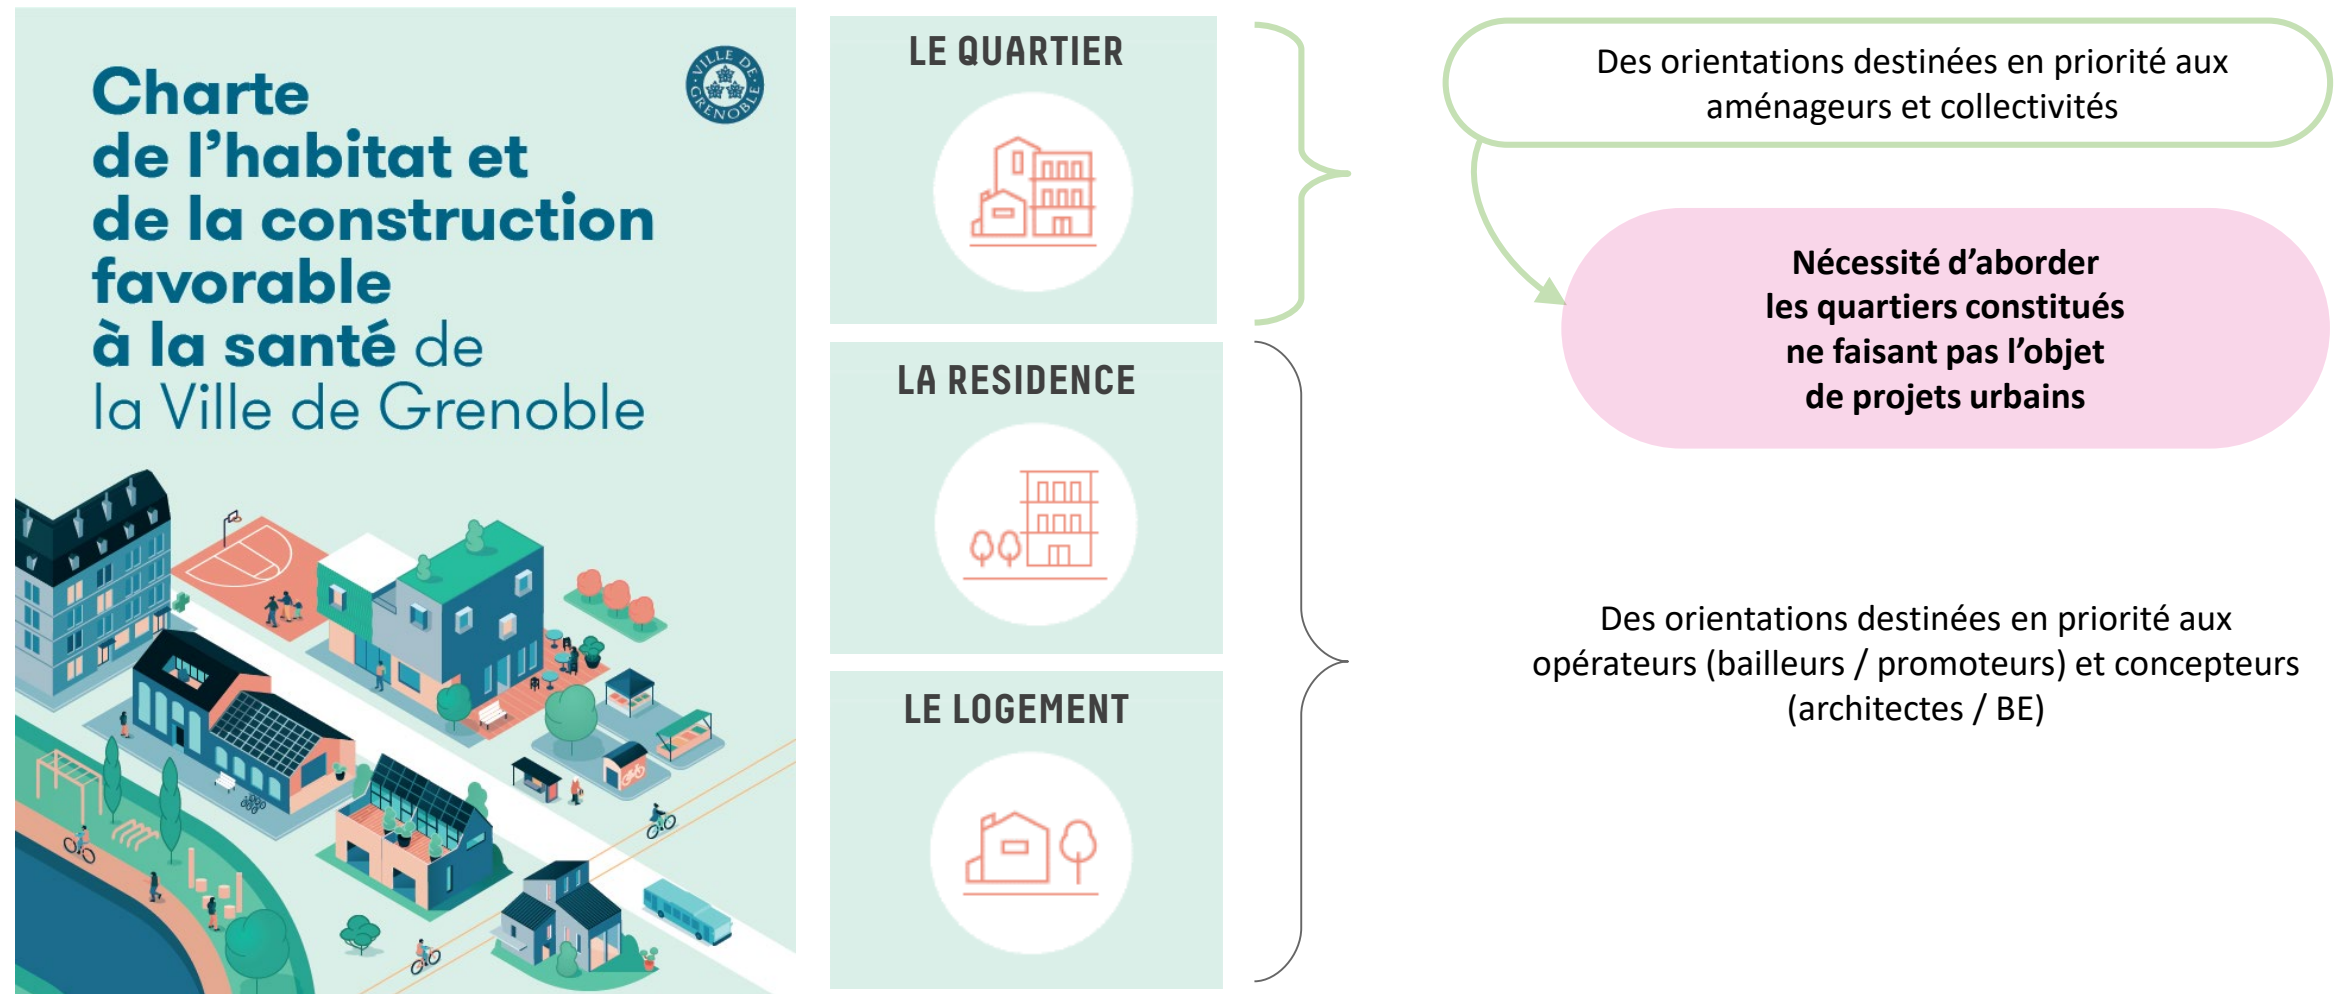 Charte
de l’habitat et
de la construction
favorable
à la santé de
la Ville de Grenoble
VILLE DE GRENOBLE
LE QUARTIER
LA RESIDENCE
LE LOGEMENT
Des orientations destinées en priorité aux
aménageurs et collectivités
Nécessité d’aborder
les quartiers constitués
ne faisant pas l’objet
de projets urbains
Des orientations destinées en priorité aux
opérateurs (bailleurs / promoteurs) et concepteurs
(architectes / BE)